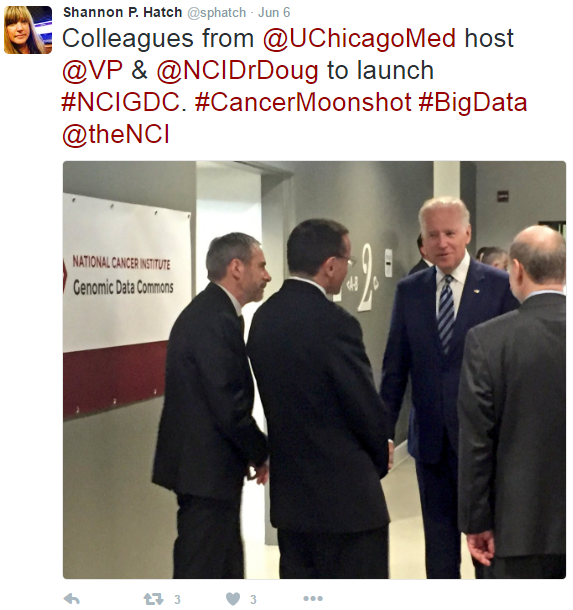 Shannon P. Hatch @sphatch · Jun 6
Colleagues from @UChicagoMed host
@VP & @NCIDrDoug to launch
#NCIGDC. #CancerMoonshot #BigData
@theNCI
NATIONAL CANCER INSTITUTE
Genomic Data Commons
2
<A-B
3 3